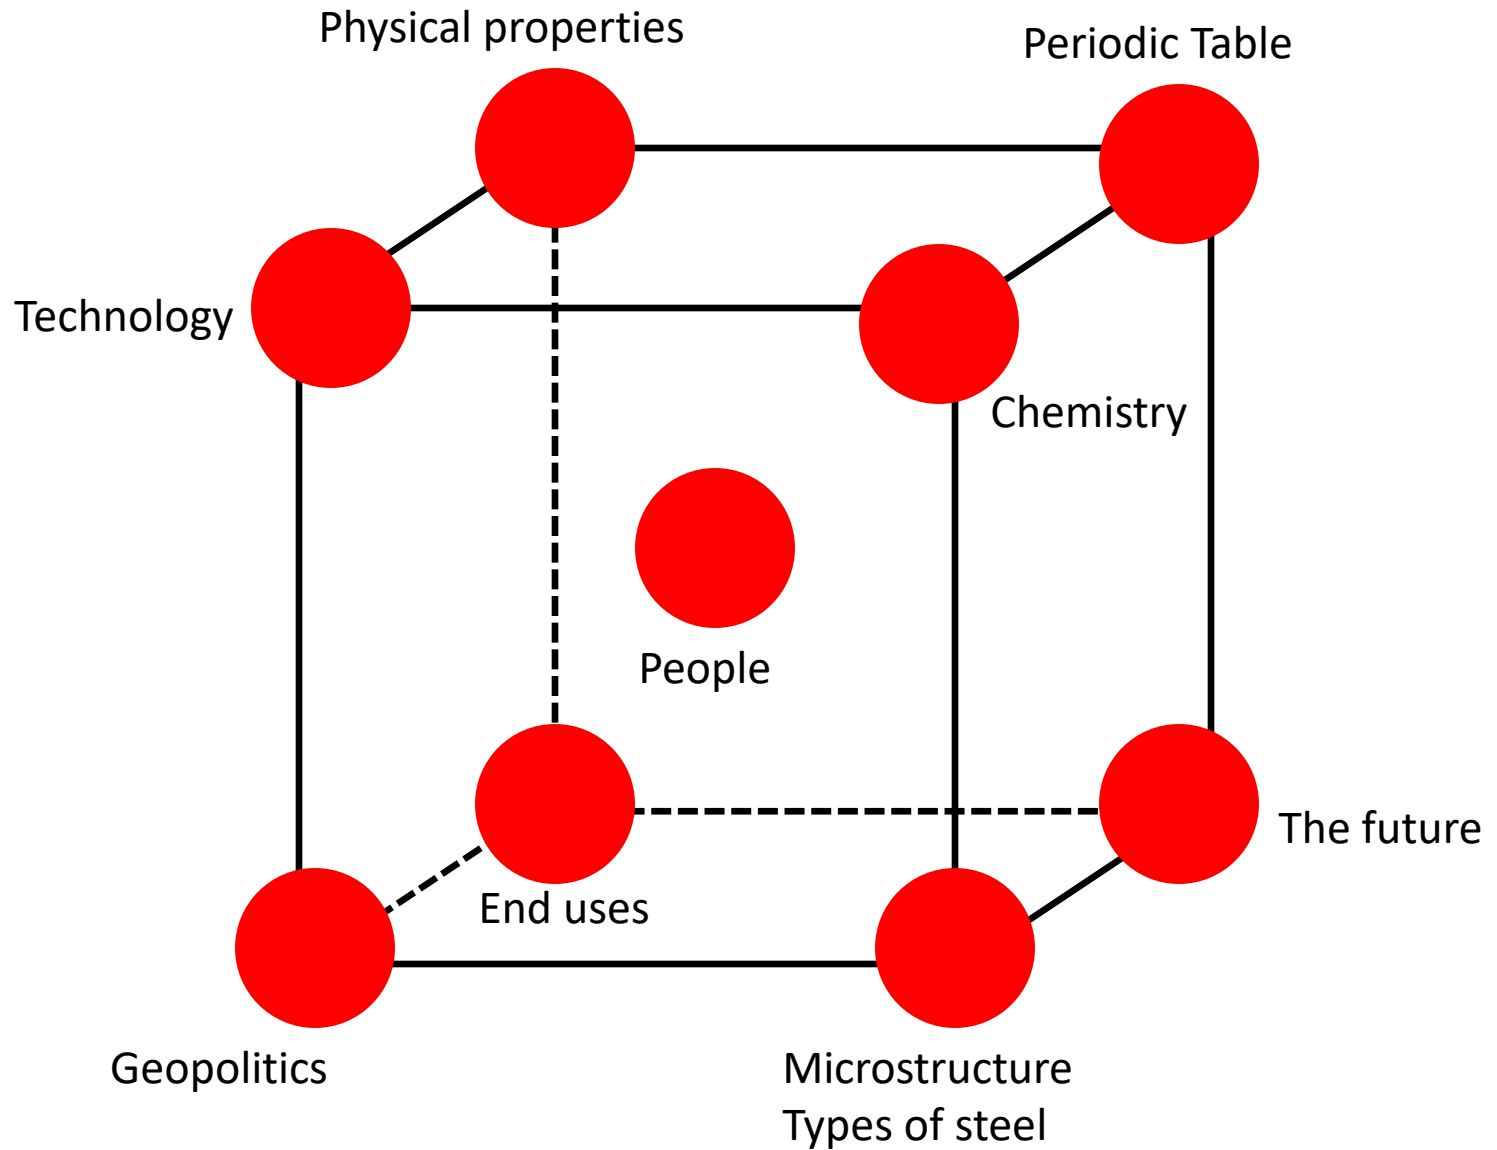 Physical properties
Periodic Table
Technology
Chemistry
People
The future
End uses
Geopolitics
Microstructure
Types of steel